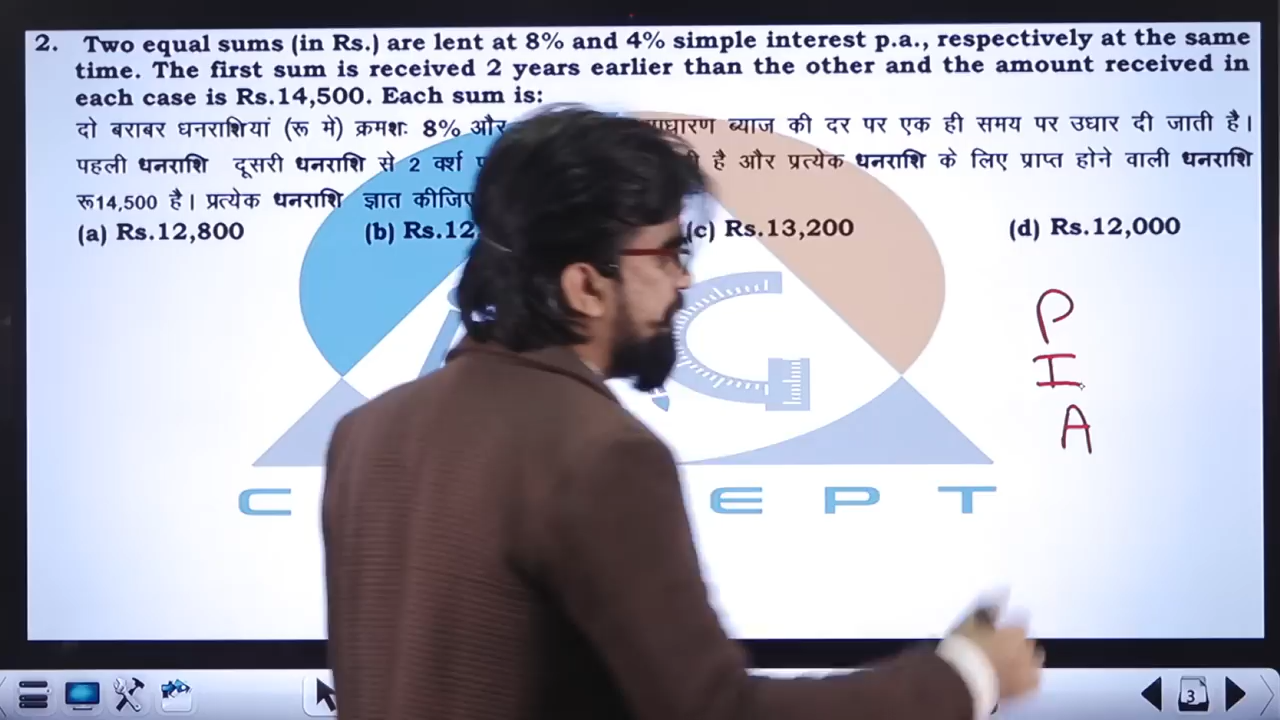 2. Two equal sums (in Rs.) are lent at 8% and 4% simple interest p.a., respectively at the same
time. The first sum is received 2 years earlier than the other and the amount received in
each case is Rs.14,500. Each sum is:
दो बराबर धनराशियां (रू मे) क्रमशः 8% और ब्याज की दर पर एक ही समय पर उधार दी जाती है।
पहली धनराशि दूसरी धनराशि से 2 वर्श है और प्रत्येक धनराशि के लिए प्राप्त होने वाली धनराशि
रू14,500 है। प्रत्येक धनराशि ज्ञात कीजिए
(a) Rs.12,800 (b) Rs.12 (c) Rs.13,200 (d) Rs.12,000
P
I
A
C EPT
3